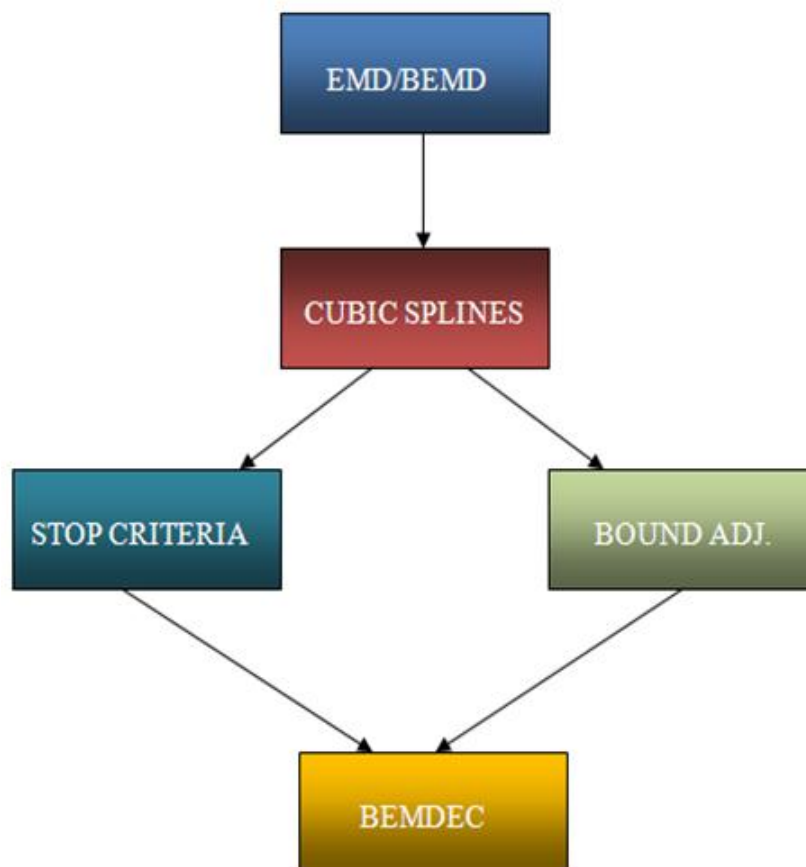 EMD/BEMD
CUBIC SPLINES
STOP CRITERIA
BOUND ADJ.
BEMDEC